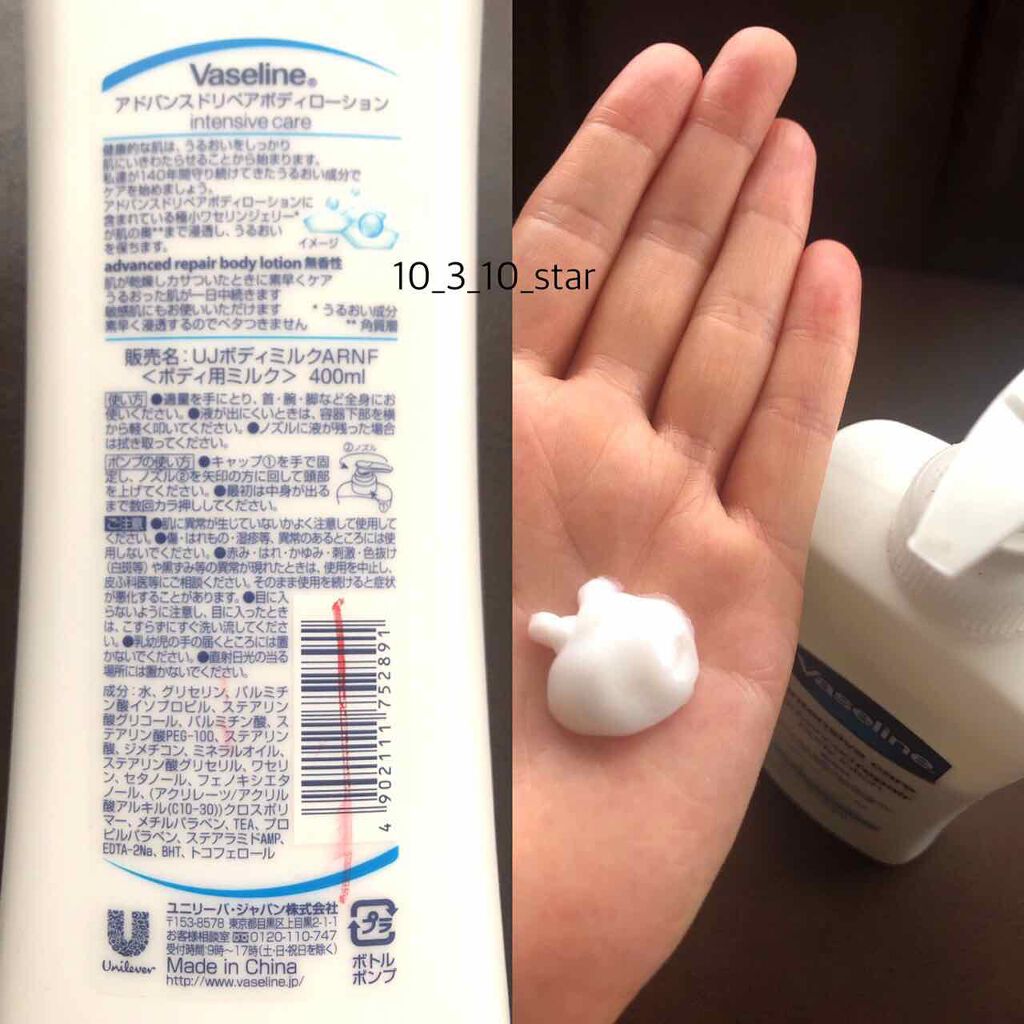 Vaseline®
アドバンスドリペアボディローション
intensive care
健康的な肌は、うるおいをしっかり
肌にいきわたらせることから始まります。
私達が140年間守り続けてきたうるおい成分で
ケアを始めましょう。
アドバンスドリペアボディローションに
含まれている極小ワセリンジェリー*
が肌の奥**まで浸透し、うるおい
を保ちます。
イメージ
advanced repair body lotion 無香性
肌が乾燥しカサついたときに素早くケア
うるおった肌が一日中続きます
敏感肌にもお使いいただけます
素早く浸透するのでベタつきません
* うるおい成分
** 角質層
販売名:UJボディミルクARNF
<ボディ用ミルク> 400ml
使い方 ●適量を手にとり、首・腕・脚など全身にお
使いください。●液が出にくいときは、容器下部を横
から軽く叩いてください。●ノズルに液が残った場合
は拭き取ってください。
ポンプの使い方 ●キャップ①を手で固
定し、ノズル②を矢印の方に回して頭部
を上げてください。●最初は中身が出る
まで数回カラ押ししてください。
②ノズル
ご注意 ●肌に異常が生じていないかよく注意して使用して
ください。●傷・はれもの・湿疹等、異常のあるところには使
用しないでください。●赤み・はれ・かゆみ・刺激・色抜け
(白斑等)や黒ずみ等の異常が現れたときは、使用を中止し、
皮ふ科医等にご相談ください。そのまま使用を続けると症状
が悪化することがあります。●目に入
らないように注意し、目に入ったとき
は、こすらずにすぐ洗い流してくださ
い。●乳幼児の手の届くところには置
かないでください。●直射日光の当る
場所には置かないでください。
成分:水、グリセリン、パルミチ
ン酸イソプロピル、ステアリン
酸グリコール、パルミチン酸、ス
テアリン酸PEG-100、ステアリン
酸、ジメチコン、ミネラルオイル、
ステアリン酸グリセリル、ワセリ
ン、セタノール、フェノキシエタ
ノール、(アクリレーツ/アクリル
酸アルキル(C10-30))クロスポリ
マー、メチルパラベン、TEA、プロ
ピルパラベン、ステアラミドAMP、
EDTA-2Na、BHT、トコフェロール
4 902111 752891
Unilever
ユニリーバ・ジャパン株式会社
〒153-8578 東京都目黒区上目黒2-1-1
お客様相談室 0120-110-747
受付時間:9時~17時(土・日・祝日を除く)
Made in China
http://www.vaseline.jp/
プラ
ボトル
ポンプ
10_3_10_star
Vaseline
intensive care